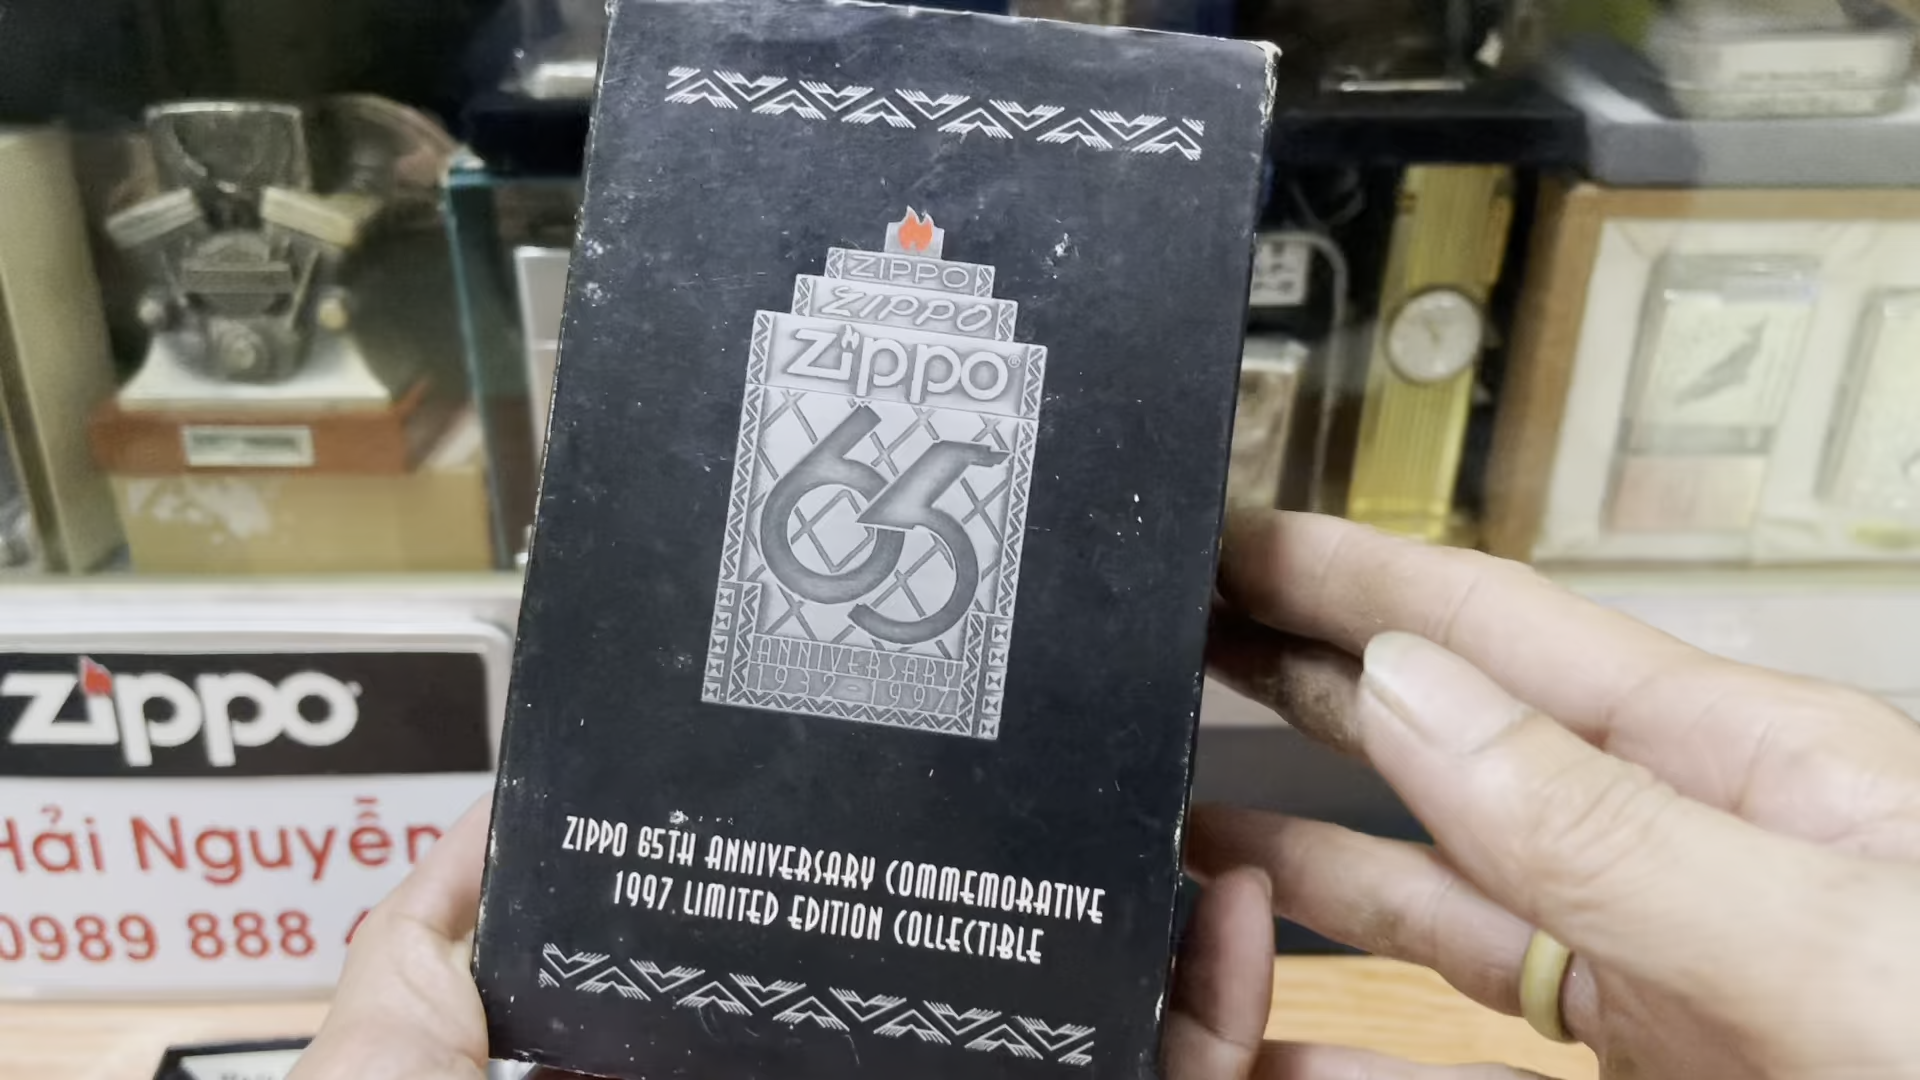 ZIPPO
ZIPPO
Zippo®
65
ANNIVERSARY
1932-1997
ZIPPO 65TH ANNIVERSARY COMMEMORATIVE
1997 LIMITED EDITION COLLECTIBLE
Zippo
Hải Nguyễn
0989 888